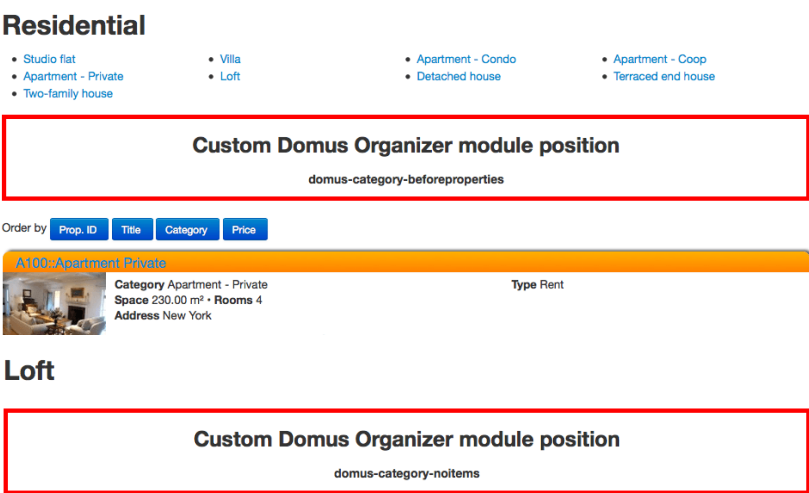 Residential
• Studio flat • Villa • Apartment - Condo • Apartment - Coop
• Apartment - Private • Loft • Detached house • Terraced end house
• Two-family house
Custom Domus Organizer module position
domus-category-beforeproperties
Order by Prop. ID Title Category Price
A100::Apartment Private
Category Apartment - Private Type Rent
Space 230.00 m² • Rooms 4
Address New York
Loft
Custom Domus Organizer module position
domus-category-noitems